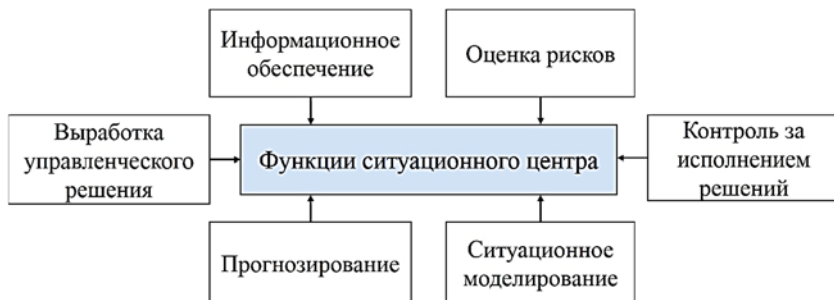 Информационное
обеспечение
Оценка рисков
Выработка
управленческого
решения
Функции ситуационного центра
Контроль за
исполнением
решений
Прогнозирование
Ситуационное
моделирование